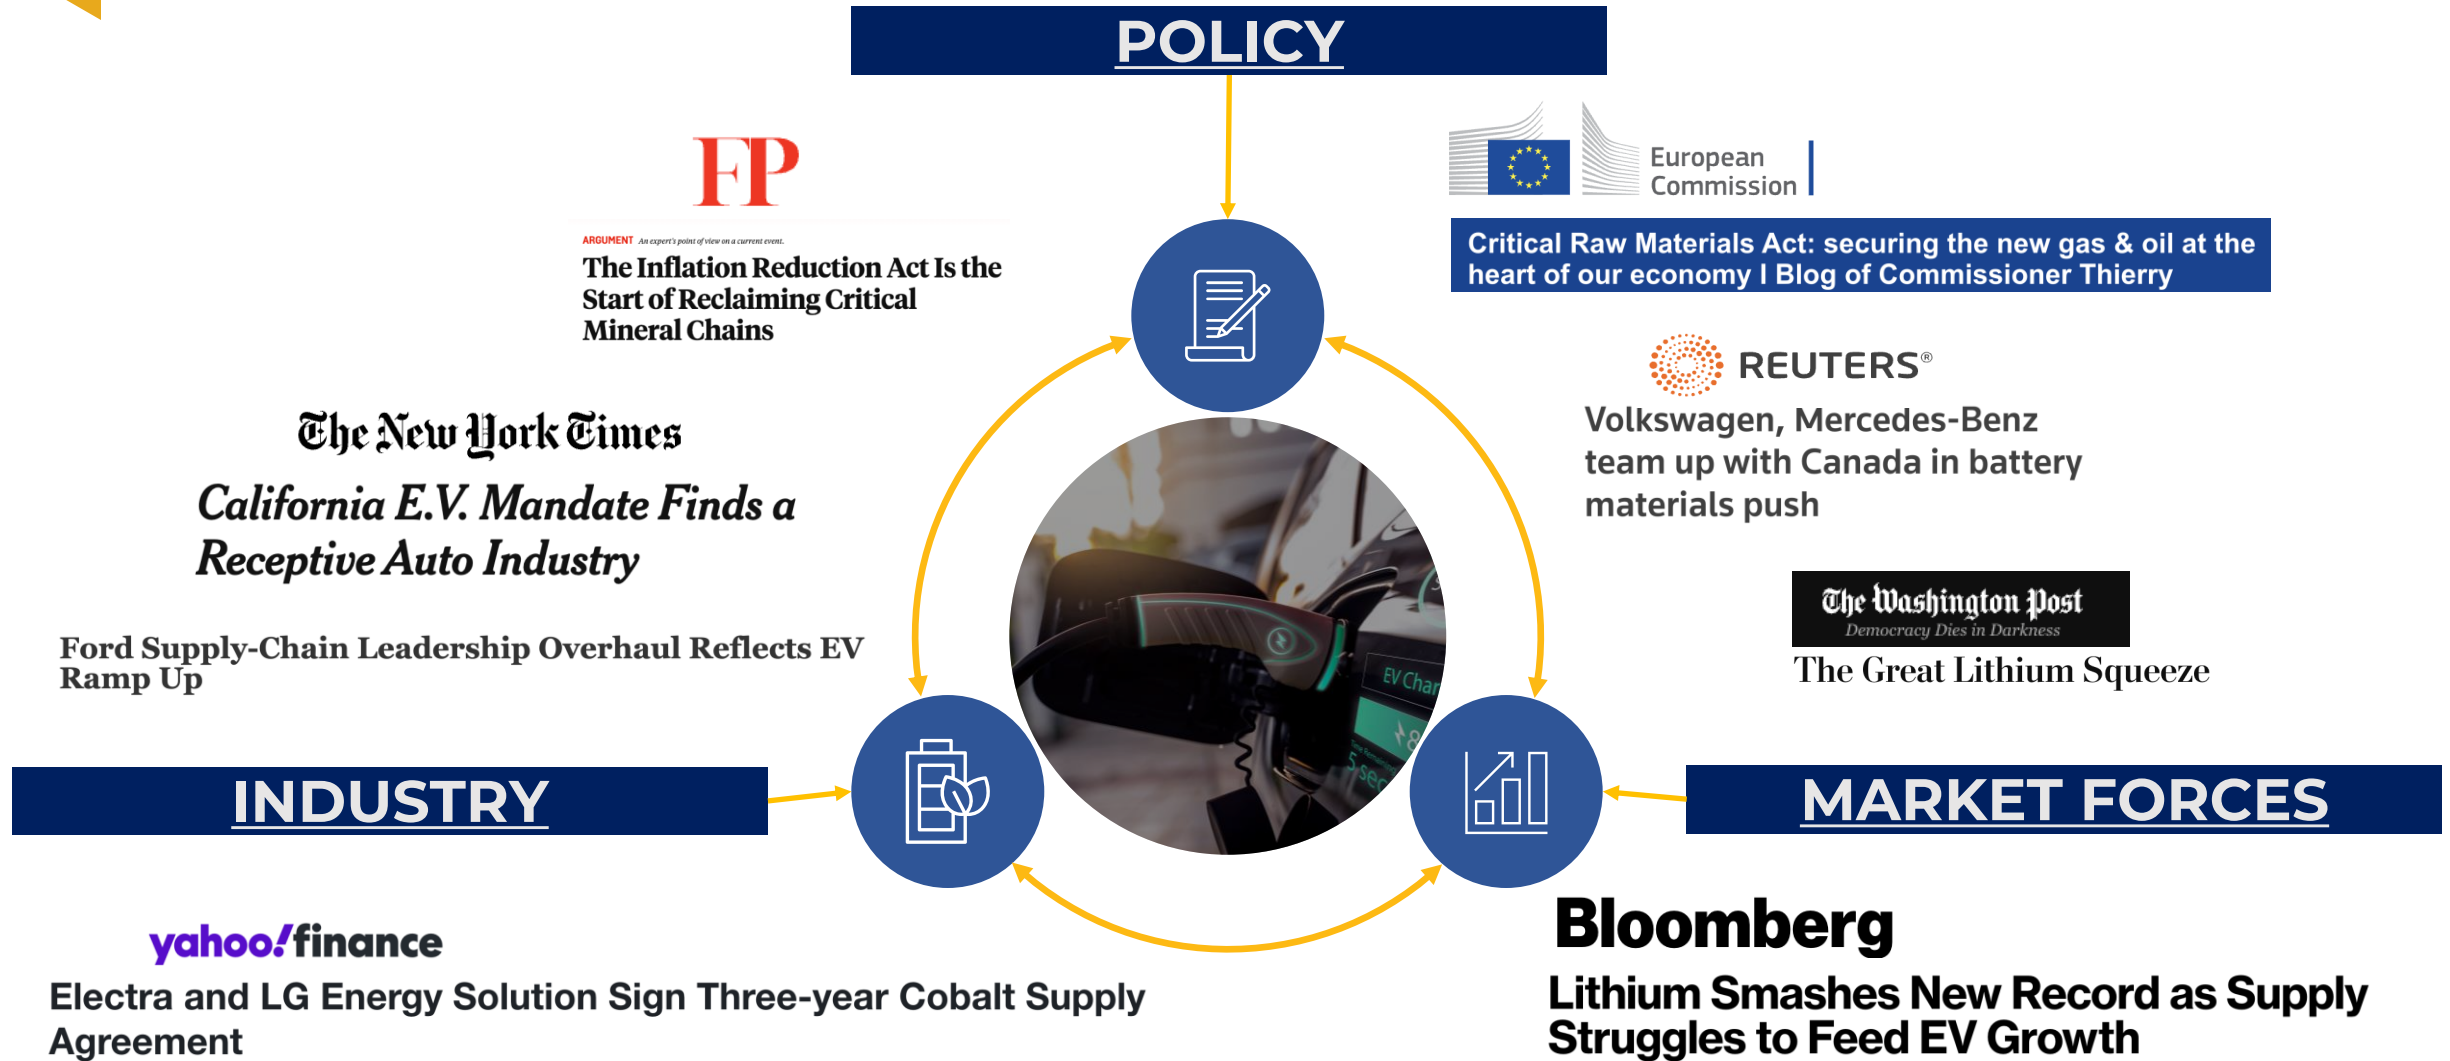 POLICY
FP
ARGUMENT An expert's point of view on a current event.
The Inflation Reduction Act Is the
Start of Reclaiming Critical
Mineral Chains
European
Commission
Critical Raw Materials Act: securing the new gas & oil at the
heart of our economy I Blog of Commissioner Thierry
REUTERS®
Volkswagen, Mercedes-Benz
team up with Canada in battery
materials push
The New York Times
California E.V. Mandate Finds a
Receptive Auto Industry
The Washington Post
Democracy Dies in Darkness
The Great Lithium Squeeze
Ford Supply-Chain Leadership Overhaul Reflects EV
Ramp Up
EV Char
8
5 sec
INDUSTRY
MARKET FORCES
yahoo!finance
Electra and LG Energy Solution Sign Three-year Cobalt Supply
Agreement
Bloomberg
Lithium Smashes New Record as Supply
Struggles to Feed EV Growth